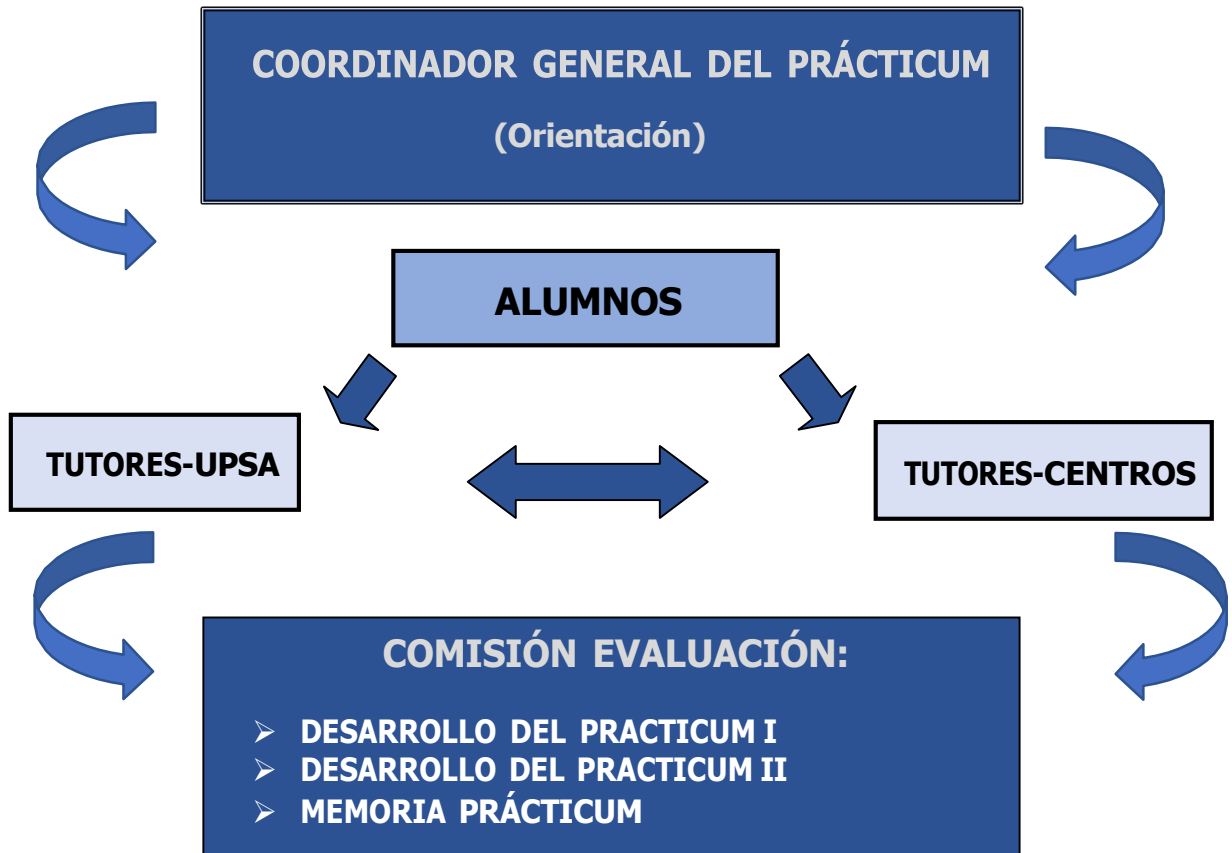 COORDINADOR GENERAL DEL PRÁCTICUM
(Orientación)
ALUMNOS
TUTORES-UPSA
TUTORES-CENTROS
COMISIÓN EVALUACIÓN:
➢ DESARROLLO DEL PRACTICUM I
➢ DESARROLLO DEL PRACTICUM II
➢ MEMORIA PRÁCTICUM